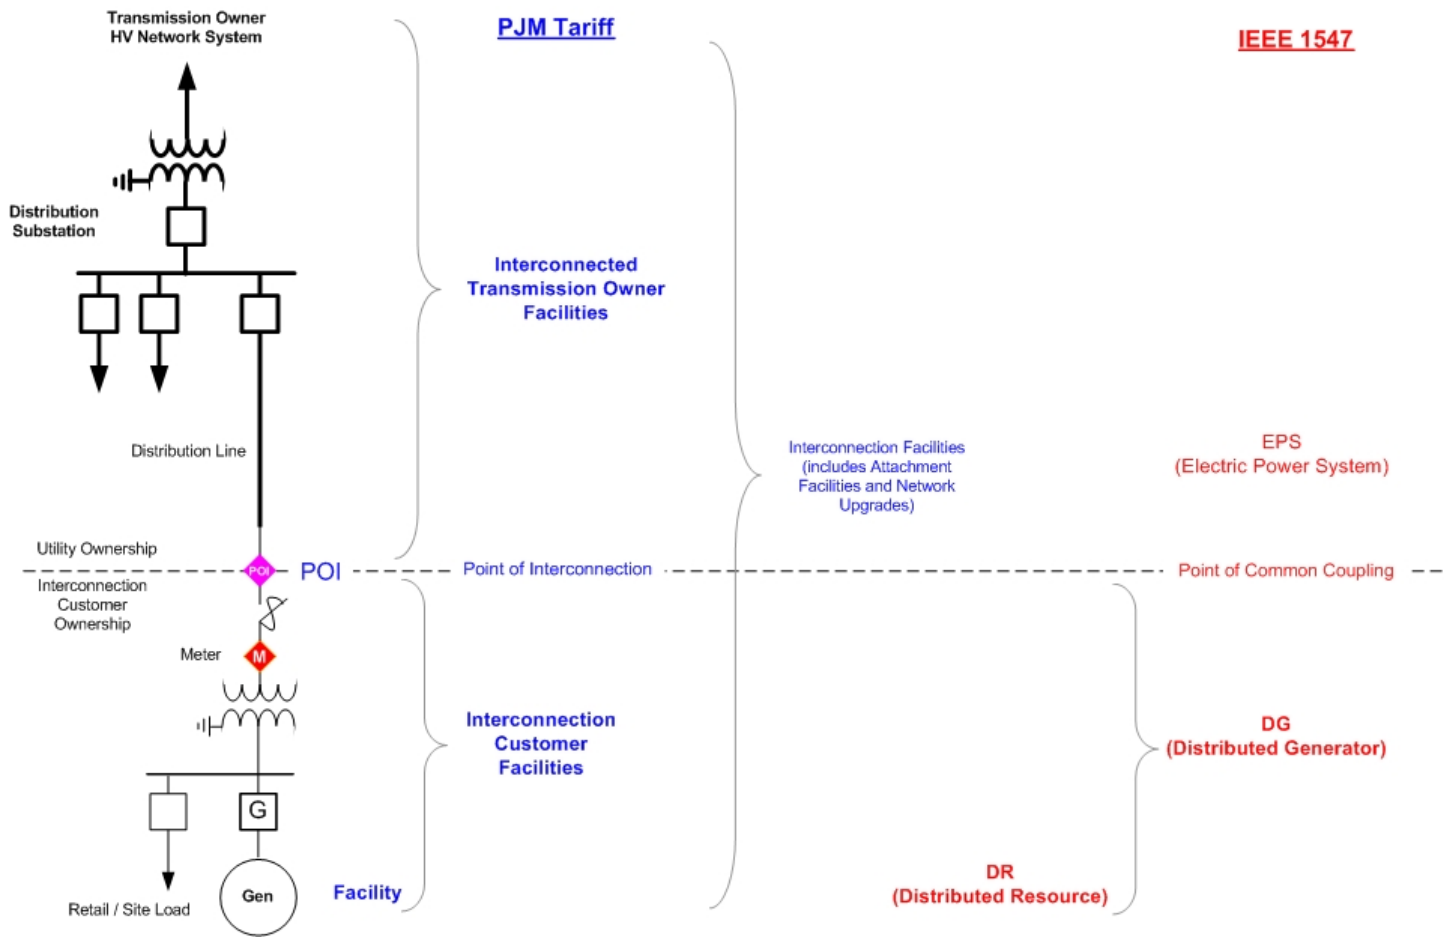 Transmission Owner
HV Network System
PJM Tariff
IEEE 1547
Distribution
Substation
Interconnected
Transmission Owner
Facilities
Distribution Line
Interconnection Facilities
(includes Attachment
Facilities and Network
Upgrades)
EPS
(Electric Power System)
Utility Ownership
POI
POI
Point of Interconnection
Point of Common Coupling
Interconnection
Customer
Ownership
Meter
M
Interconnection
Customer
Facilities
DG
(Distributed Generator)
G
Gen
Facility
Retail / Site Load
DR
(Distributed Resource)